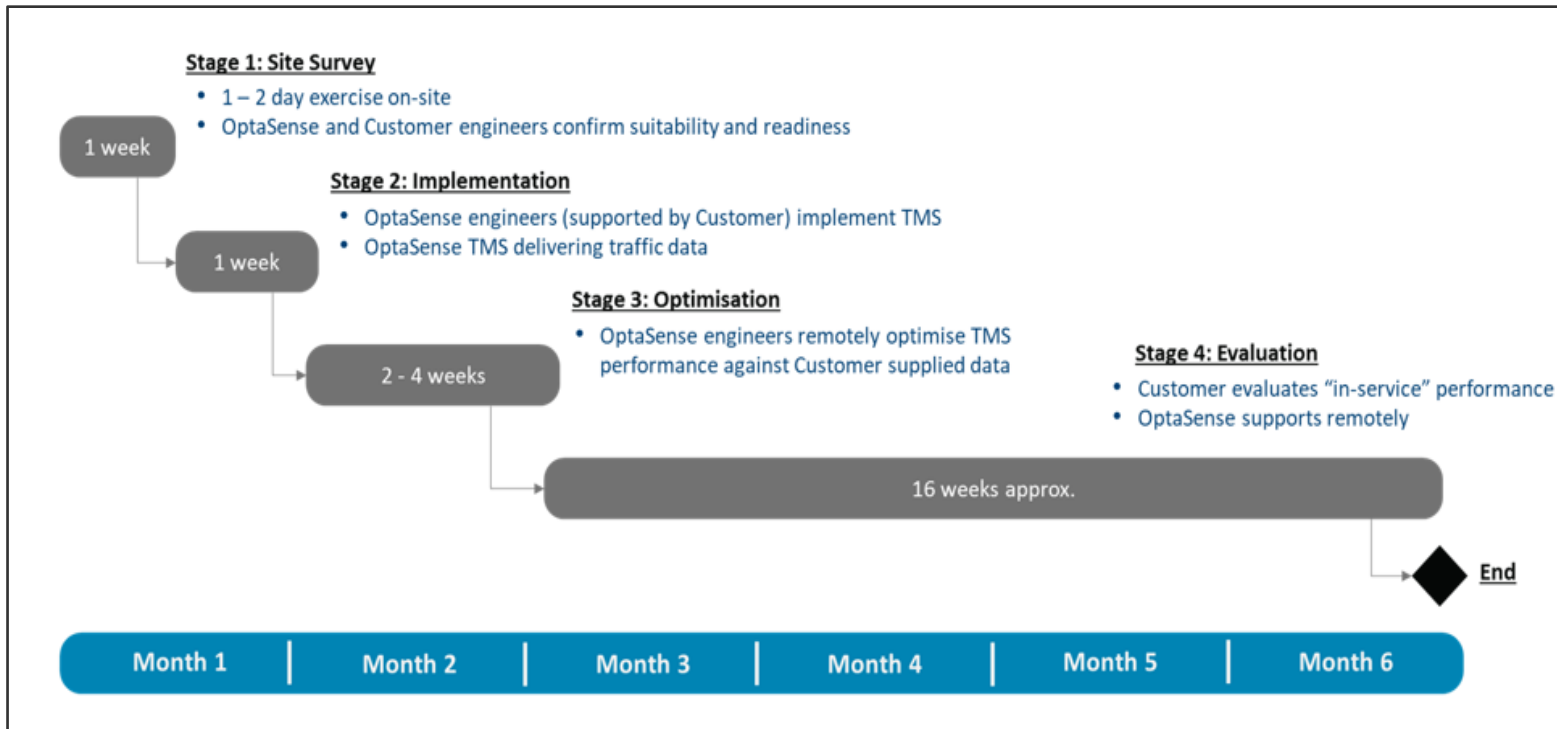 Stage 1: Site Survey
• 1 – 2 day exercise on-site
• OptaSense and Customer engineers confirm suitability and readiness
1 week
Stage 2: Implementation
• OptaSense engineers (supported by Customer) implement TMS
• OptaSense TMS delivering traffic data
1 week
Stage 3: Optimisation
• OptaSense engineers remotely optimise TMS
performance against Customer supplied data
2 - 4 weeks
Stage 4: Evaluation
• Customer evaluates “in-service” performance
• OptaSense supports remotely
16 weeks approx.
End
Month 1
Month 2
Month 3
Month 4
Month 5
Month 6